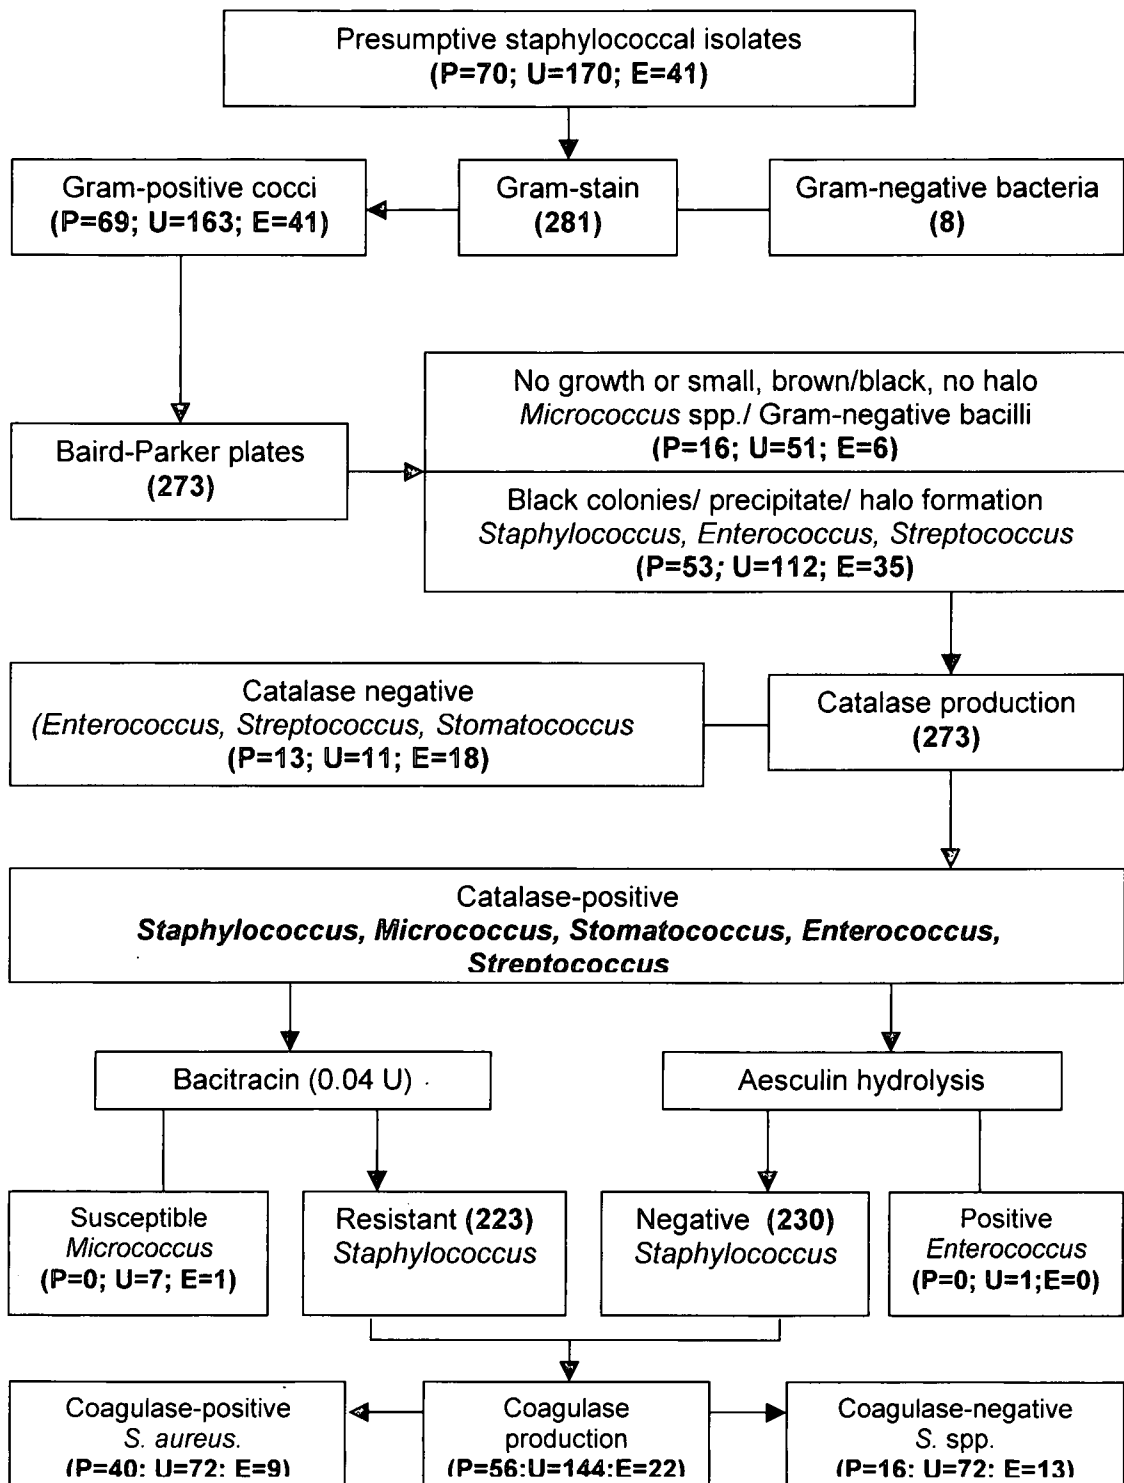 Presumptive staphylococcal isolates
(P=70; U=170; E=41)
Gram-positive cocci
(P=69; U=163; E=41)
Gram-stain
(281)
Gram-negative bacteria
(8)
No growth or small, brown/black, no halo
Micrococcus spp./ Gram-negative bacilli
(P=16; U=51; E=6)
Baird-Parker plates
(273)
Black colonies/ precipitate/ halo formation
Staphylococcus, Enterococcus, Streptococcus
(P=53; U=112; E=35)
Catalase negative
(Enterococcus, Streptococcus, Stomatococcus
(P=13; U=11; E=18)
Catalase production
(273)
Catalase-positive
Staphylococcus, Micrococcus, Stomatococcus, Enterococcus,
Streptococcus
Bacitracin (0.04 U)
Aesculin hydrolysis
Susceptible
Micrococcus
(P=0; U=7; E=1)
Resistant (223)
Staphylococcus
Negative (230)
Staphylococcus
Positive
Enterococcus
(P=0; U=1;E=0)
Coagulase-positive
S. aureus.
(P=40; U=72; E=9)
Coagulase
production
(P=56;U=144;E=22)
Coagulase-negative
S. spp.
(P=16; U=72; E=13)